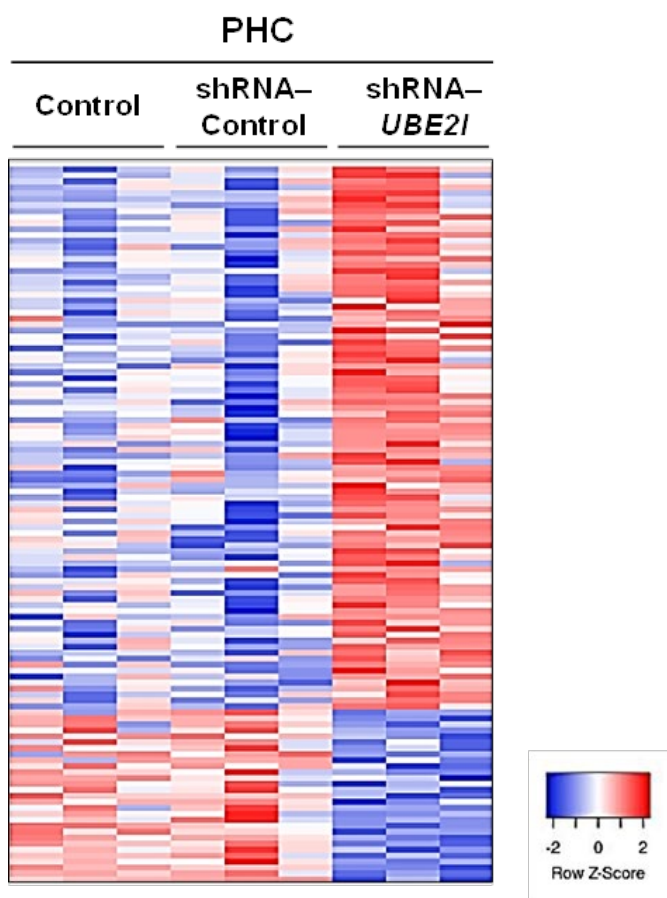 PHC
Control
shRNA–
Control
shRNA–
UBE2I
-2 0 2
Row Z-Score